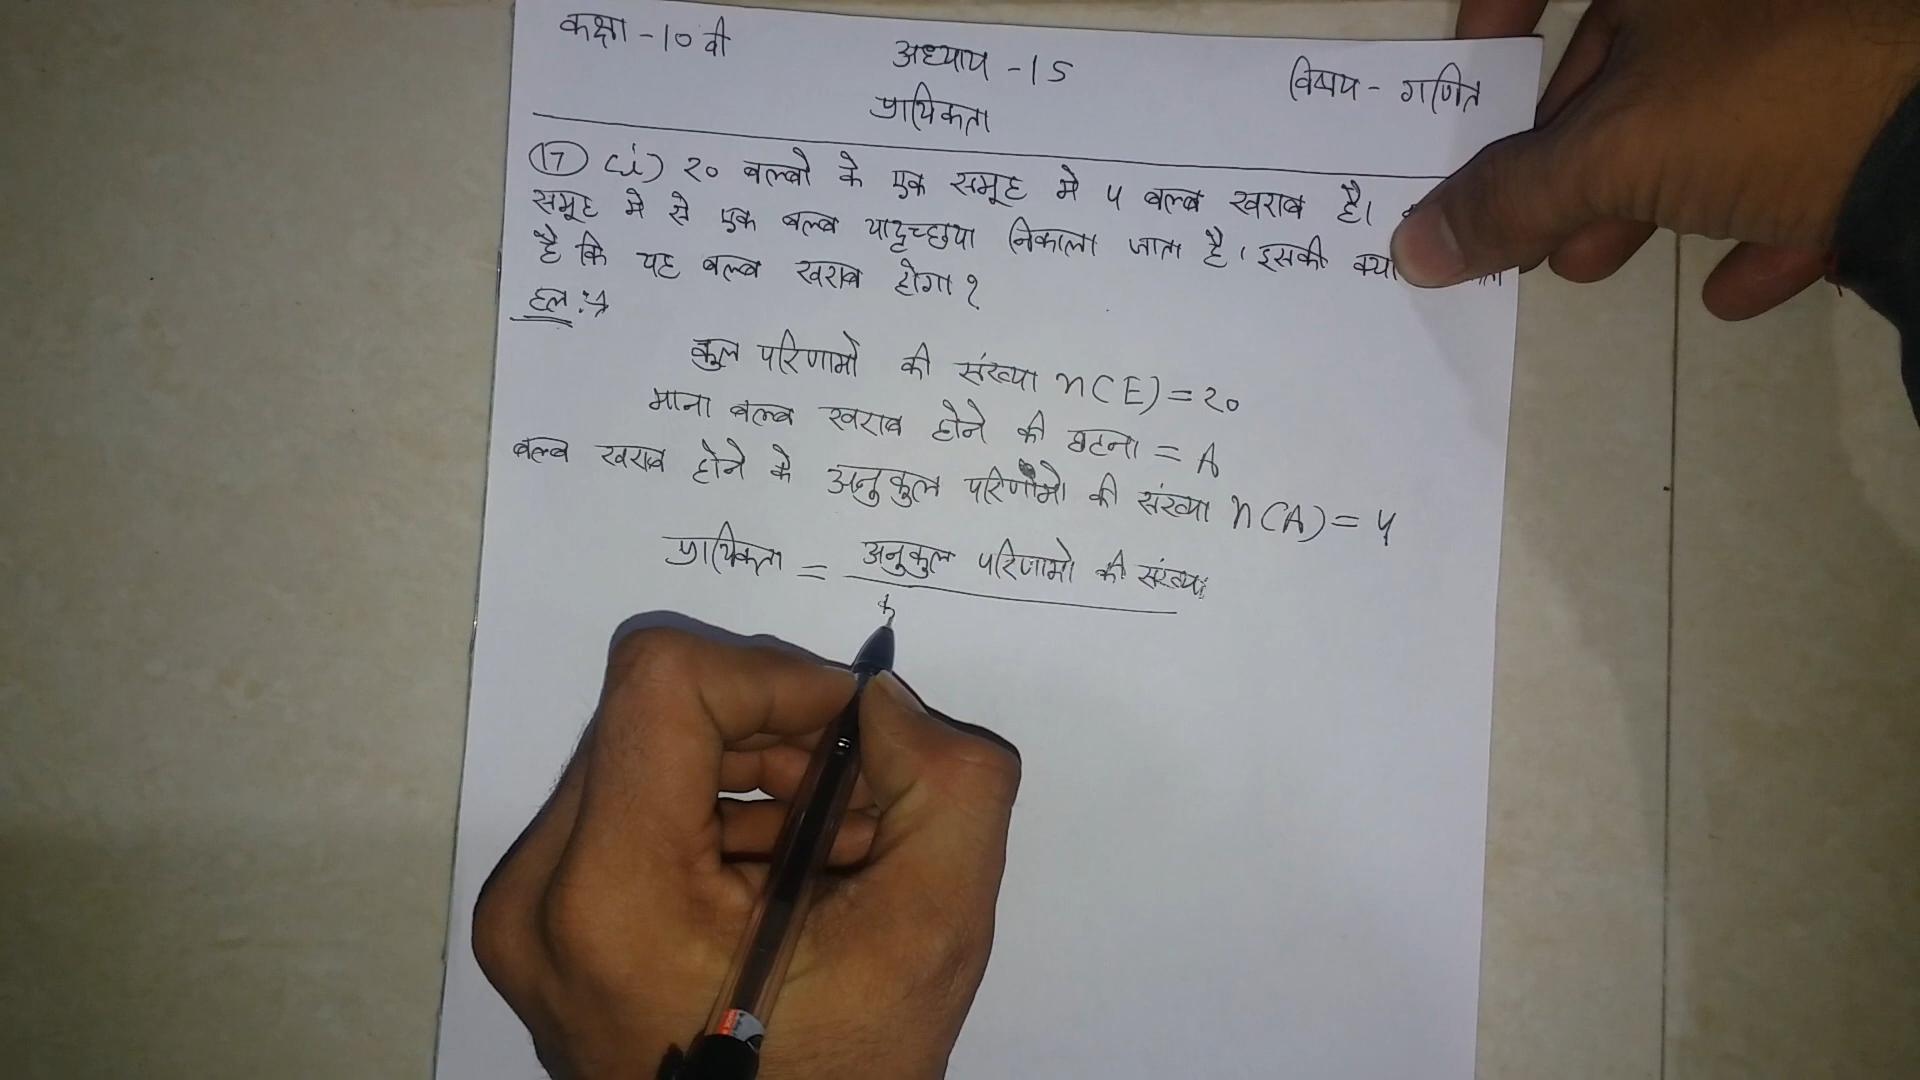 कक्षा - 10 वी
अध्याय - 15
विषय - गणित
प्रायिकता
17 (i) 20 बल्बो के एक समूह मे 4 बल्ब खराब है।
समूह मे से एक बल्ब यादृच्छया निकाला जाता है। इसकी क्या
है कि यह बल्ब खराब होगा ?
हल :→
कुल परिणामो की संख्या n(E) = 20
माना बल्ब खराब होने की घटना = A
बल्ब खराब होने के अनुकुल परिणामो की संख्या n(A) = 4
प्रायिकता = अनुकुल परिणामो की संख्या